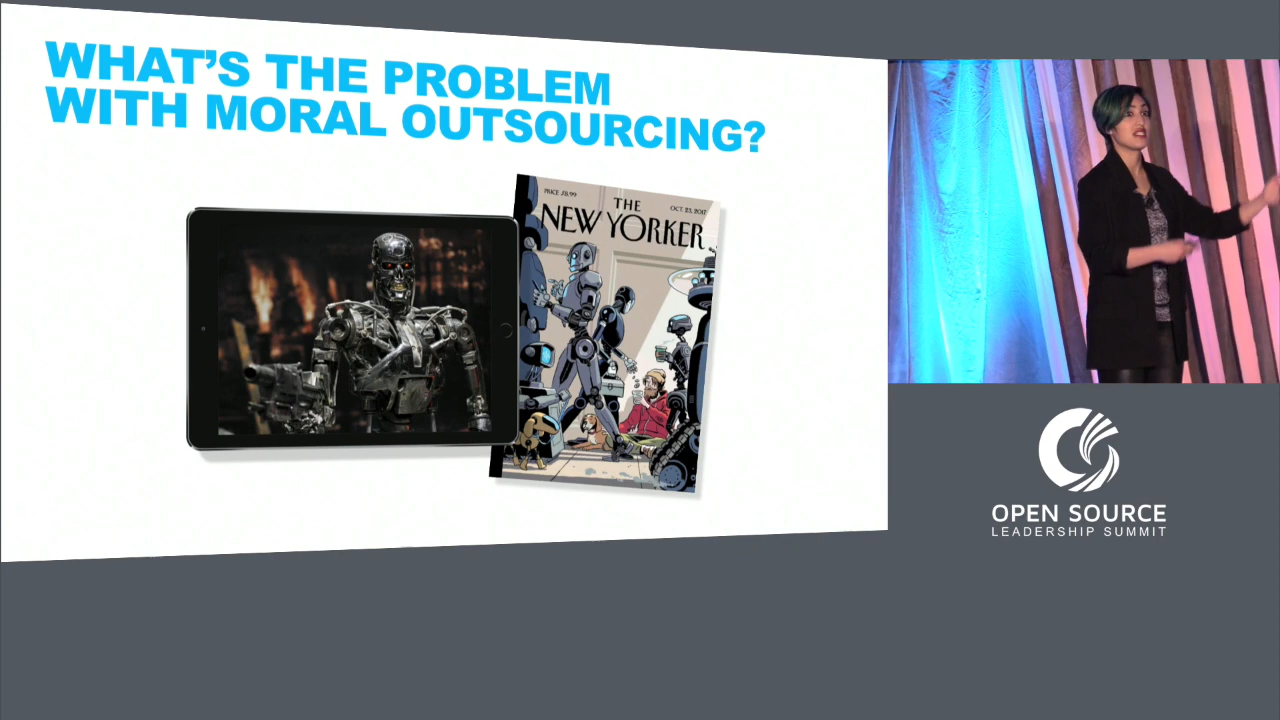 WHAT'S THE PROBLEM
WITH MORAL OUTSOURCING?
PRICE $8.99
THE
OCT. 23, 2017
NEW YORKER
OPEN SOURCE
LEADERSHIP SUMMIT